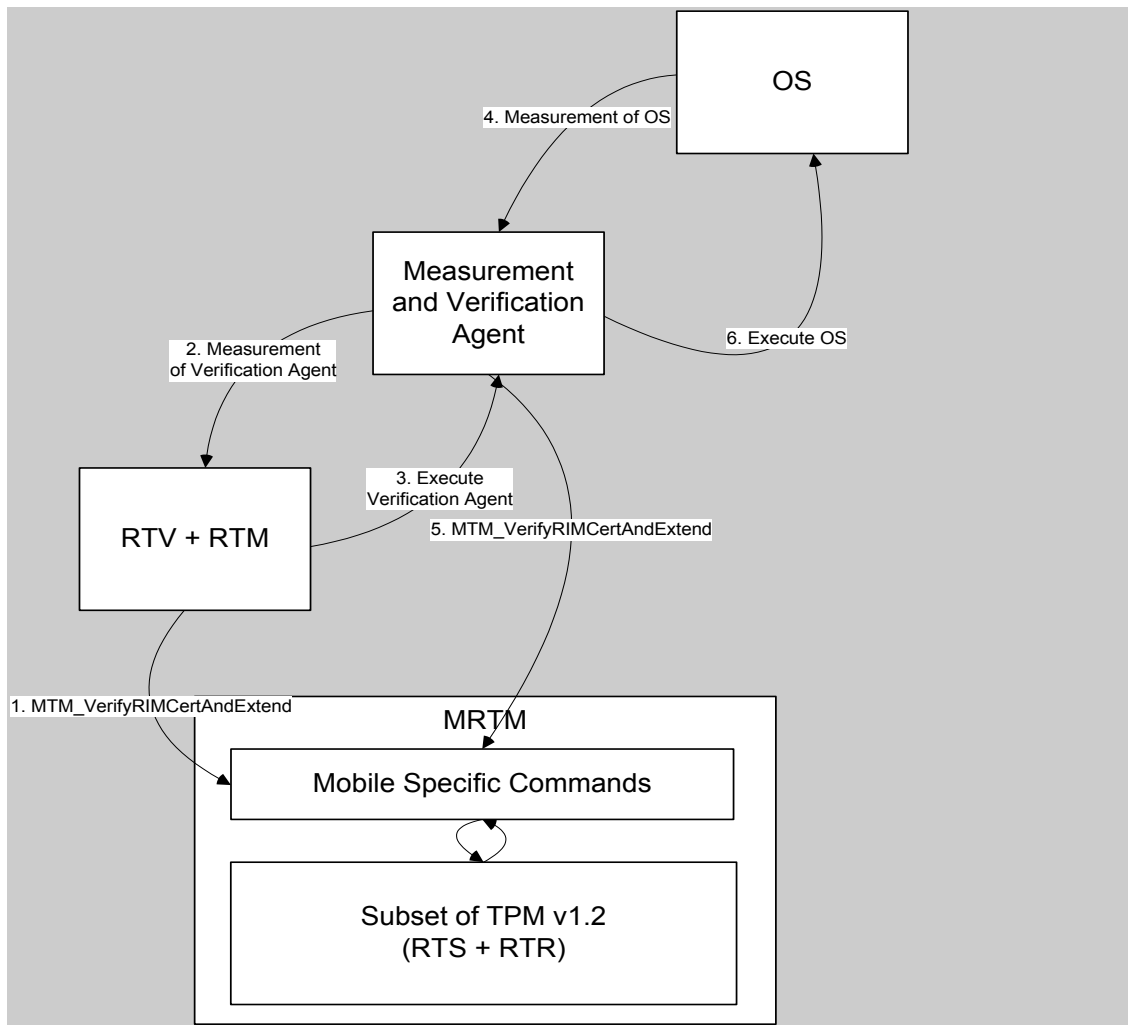 OS
4. Measurement of OS
Measurement
and Verification
Agent
6. Execute OS
2. Measurement
of Verification Agent
3. Execute
Verification Agent
RTV + RTM
5. MTM_VerifyRIMCertAndExtend
1. MTM_VerifyRIMCertAndExtend
MRTM
Mobile Specific Commands
Subset of TPM v1.2
(RTS + RTR)